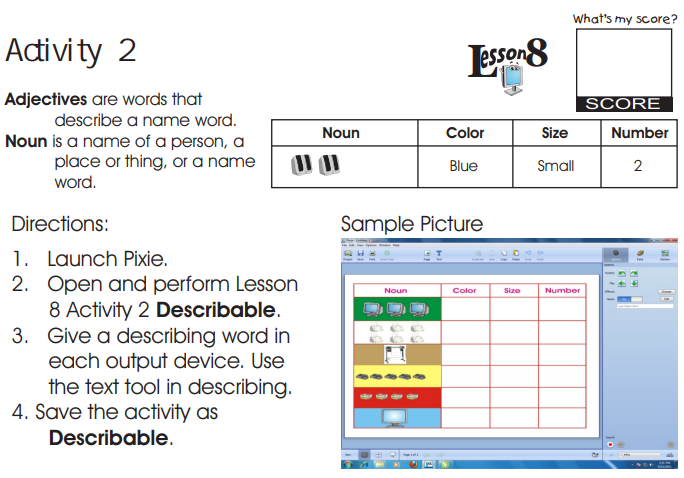 What's my score?
Activity 2
Lesson 8
SCORE
Adjectives are words that
describe a name word.
Noun is a name of a person, a
place or thing, or a name
word.
Noun Color Size Number
Blue Small 2
Directions:
1. Launch Pixie.
2. Open and perform Lesson
8 Activity 2 Describable.
3. Give a describing word in
each output device. Use
the text tool in describing.
4. Save the activity as
Describable.
Sample Picture
Noun Color Size Number